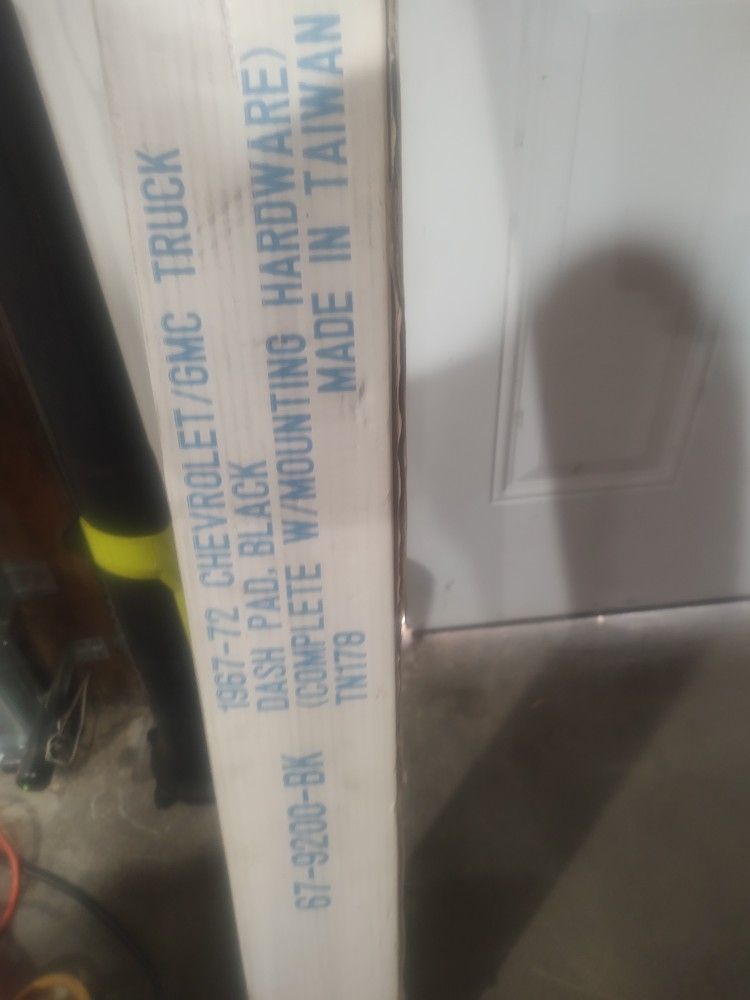 67-9200-BK
1967-72 CHEVROLET/GMC TRUCK
DASH PAD, BLACK
(COMPLETE W/MOUNTING HARDWARE)
TN178 MADE IN TAIWAN